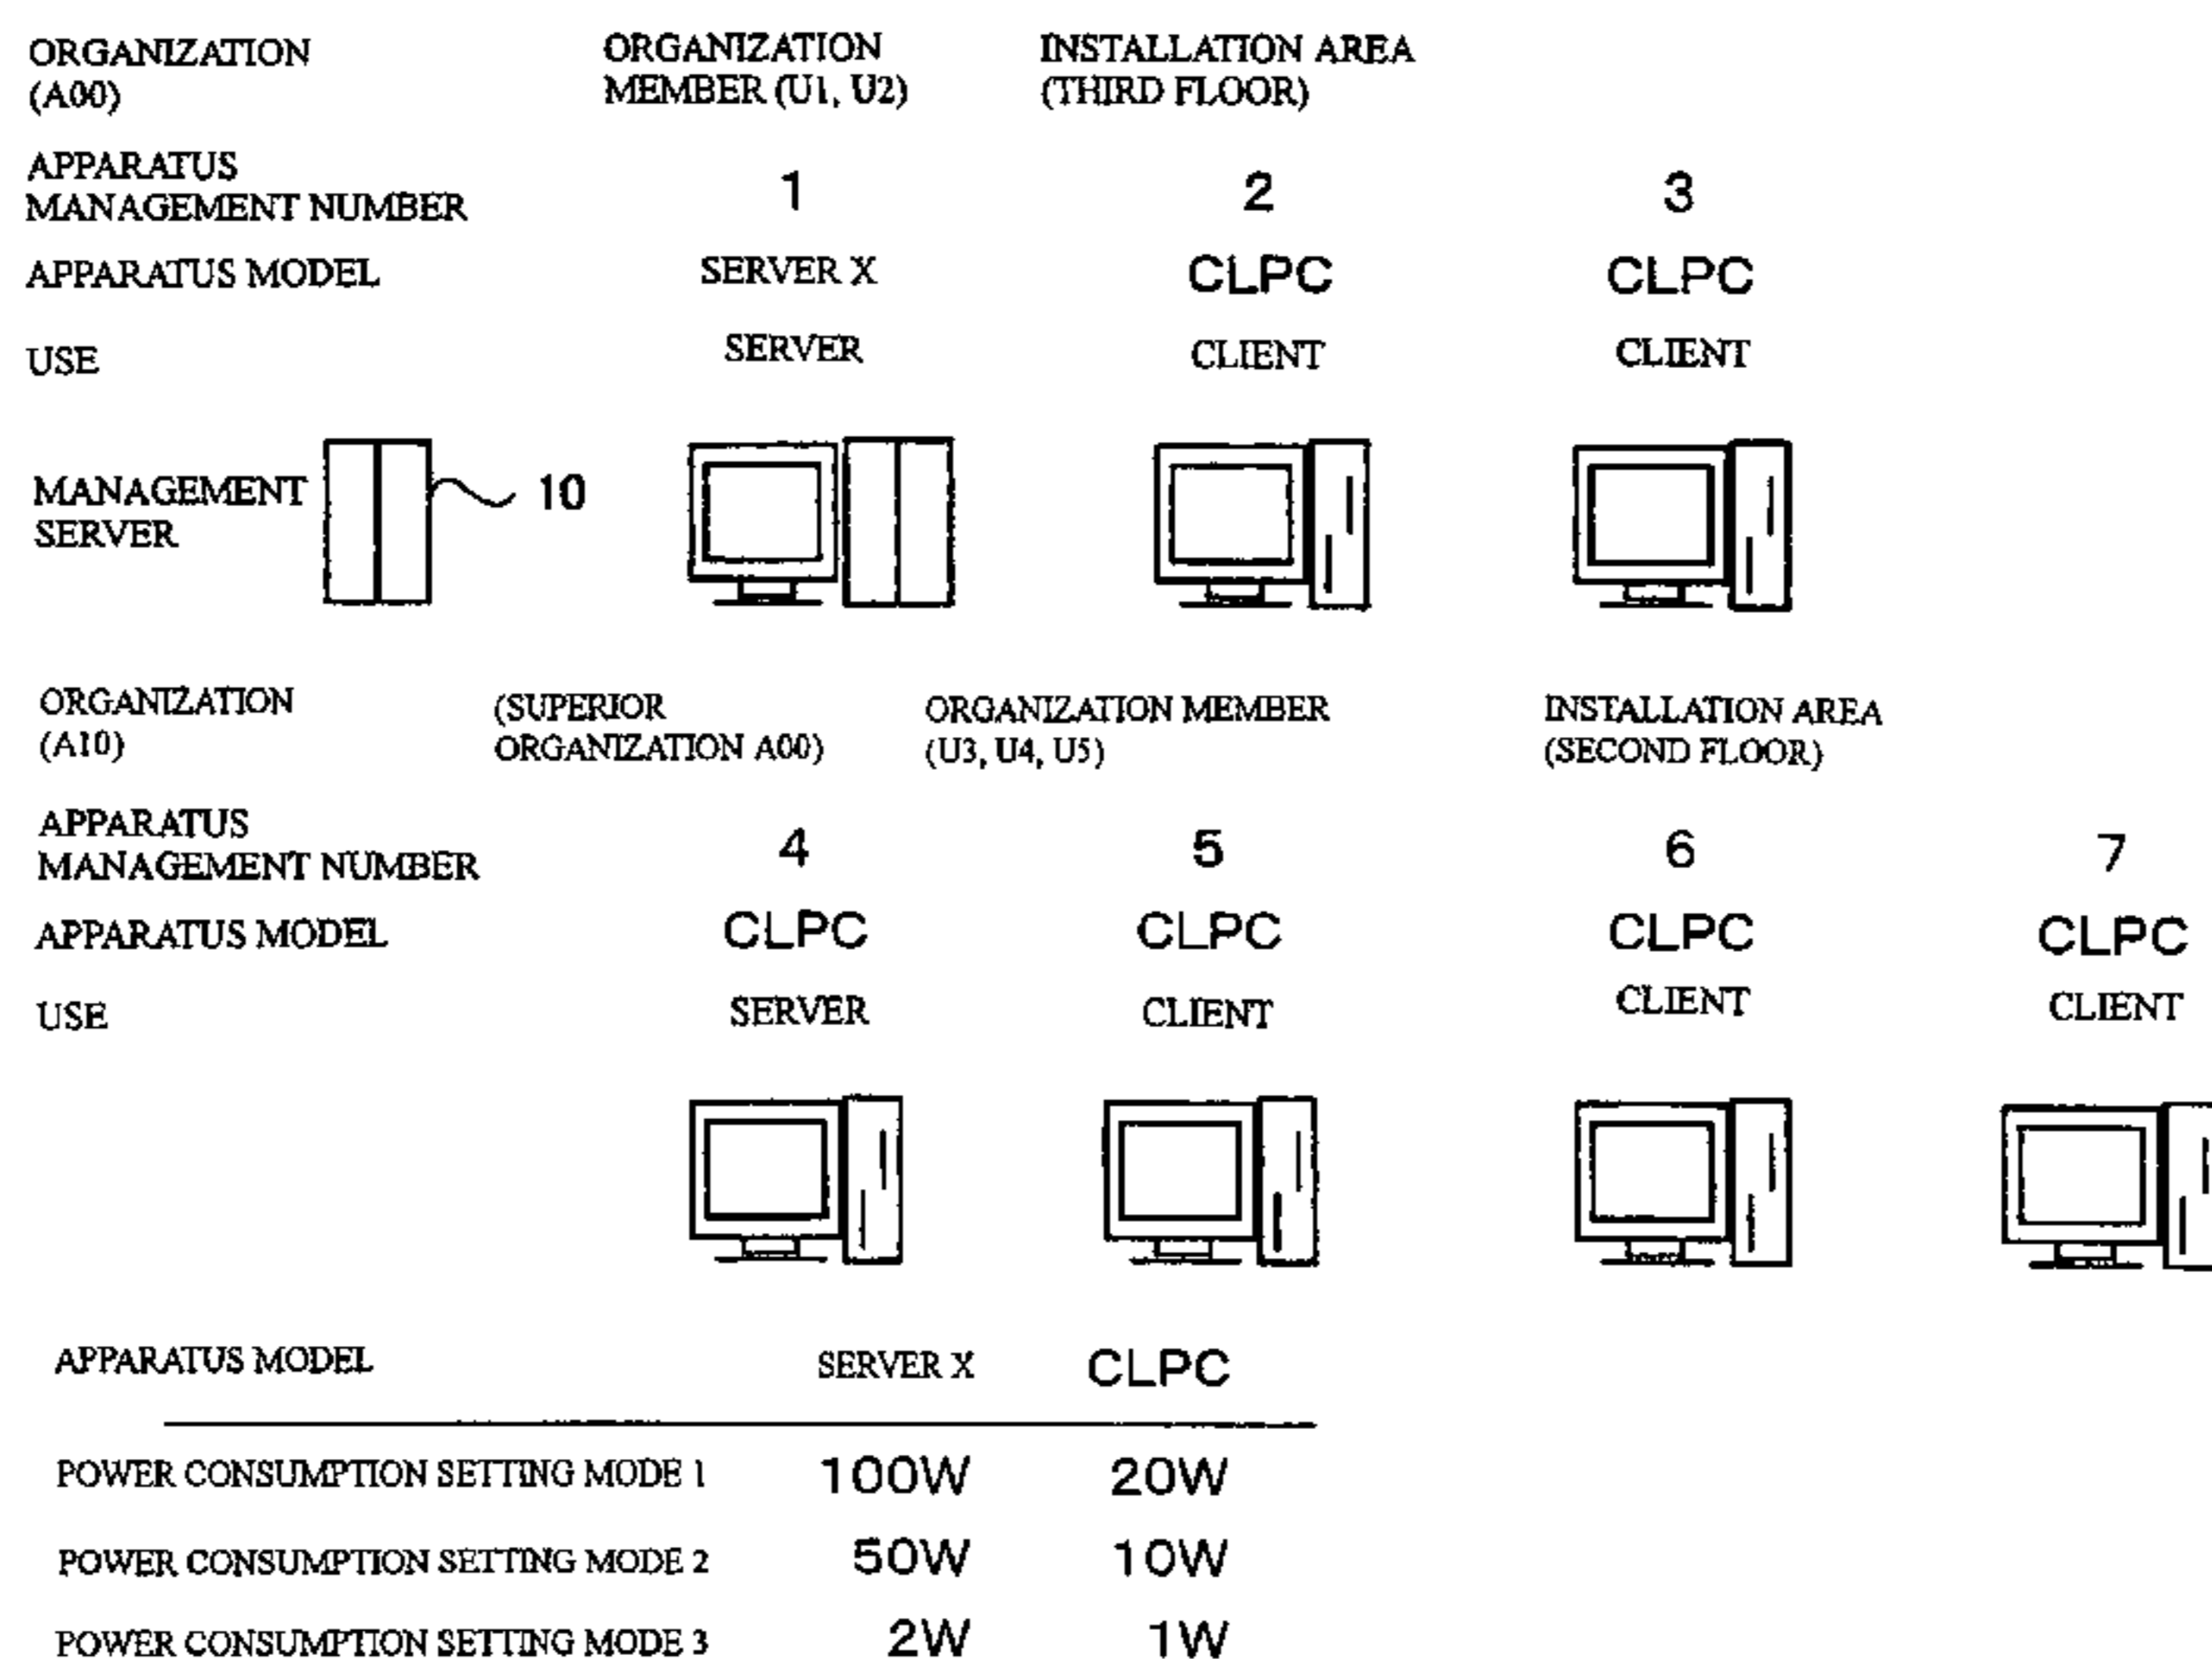 ORGANIZATION ORGANIZATION INSTALLATION AREA
(A00) MEMBER (U1, U2) (THIRD FLOOR)
APPARATUS
MANAGEMENT NUMBER 1 2 3
APPARATUS MODEL SERVER X CLPC CLPC
USE SERVER CLIENT CLIENT
MANAGEMENT
SERVER
10
ORGANIZATION (SUPERIOR ORGANIZATION MEMBER INSTALLATION AREA
(A10) ORGANIZATION A00) (U3, U4, U5) (SECOND FLOOR)
APPARATUS
MANAGEMENT NUMBER 4 5 6 7
APPARATUS MODEL CLPC CLPC CLPC CLPC
USE SERVER CLIENT CLIENT CLIENT
APPARATUS MODEL SERVER X CLPC
POWER CONSUMPTION SETTING MODE 1 100W 20W
POWER CONSUMPTION SETTING MODE 2 50W 10W
POWER CONSUMPTION SETTING MODE 3 2W 1W